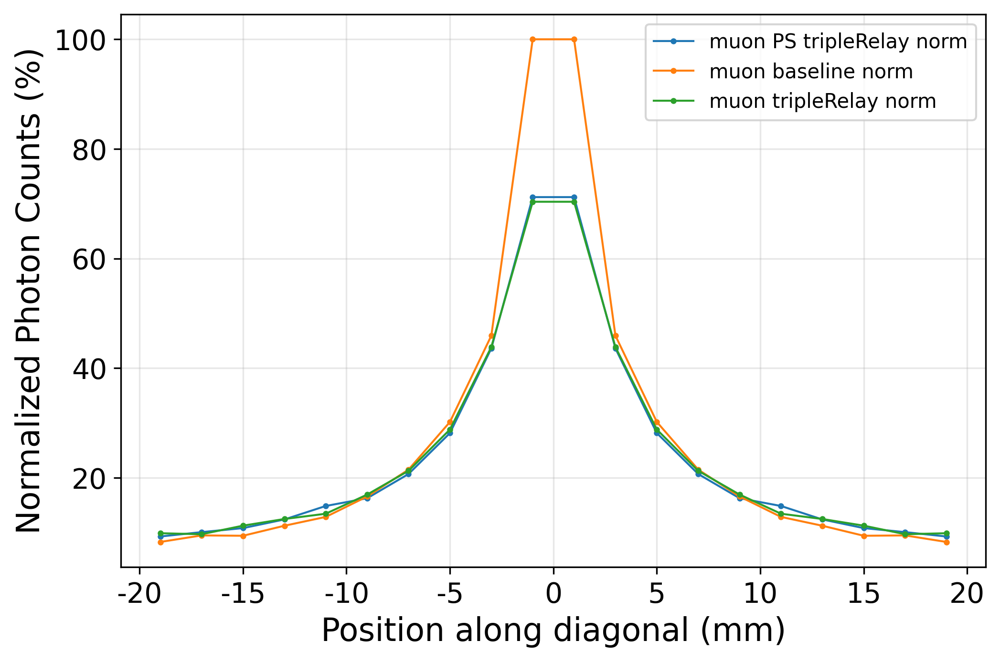 Normalized Photon Counts (%)
100
80
60
40
20
muon PS tripleRelay norm
muon baseline norm
muon tripleRelay norm
-20 -15 -10 -5 0 5 10 15 20
Position along diagonal (mm)